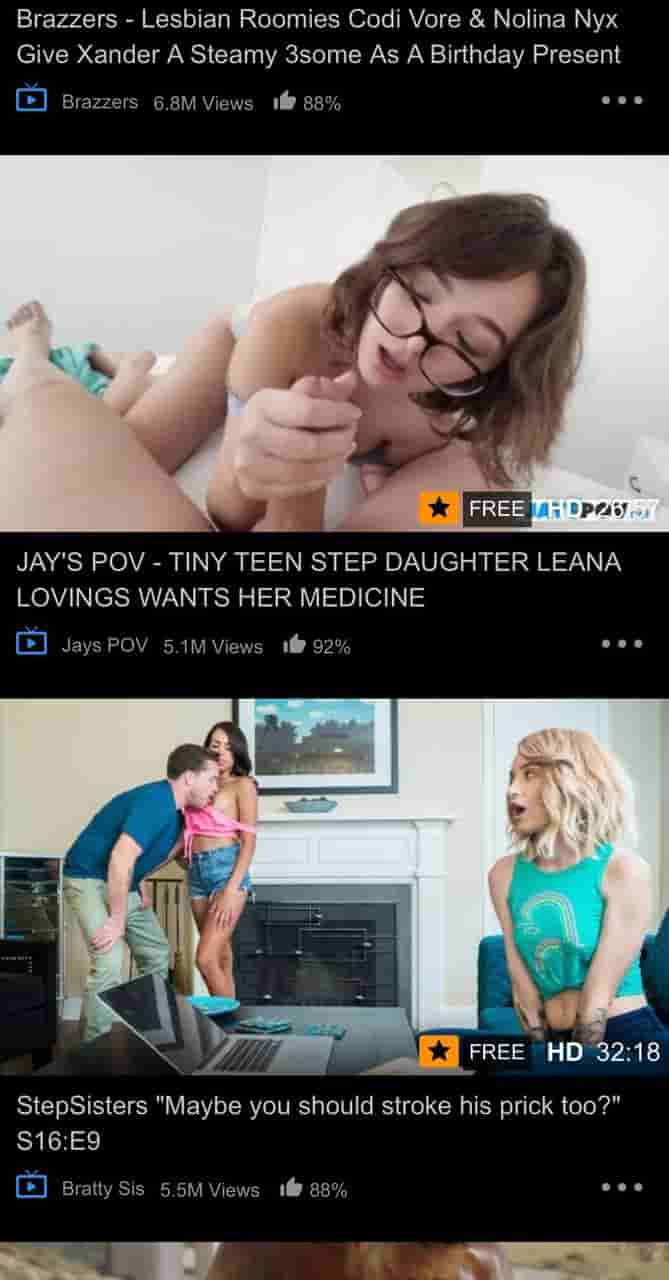 Brazzers - Lesbian Roomies Codi Vore & Nolina Nyx
Give Xander A Steamy 3some As A Birthday Present
Brazzers 6.8M Views 88%
FREE HD 26:57
JAY'S POV - TINY TEEN STEP DAUGHTER LEANA
LOVINGS WANTS HER MEDICINE
Jays POV 5.1M Views 92%
FREE HD 32:18
StepSisters "Maybe you should stroke his prick too?"
S16:E9
Bratty Sis 5.5M Views 88%